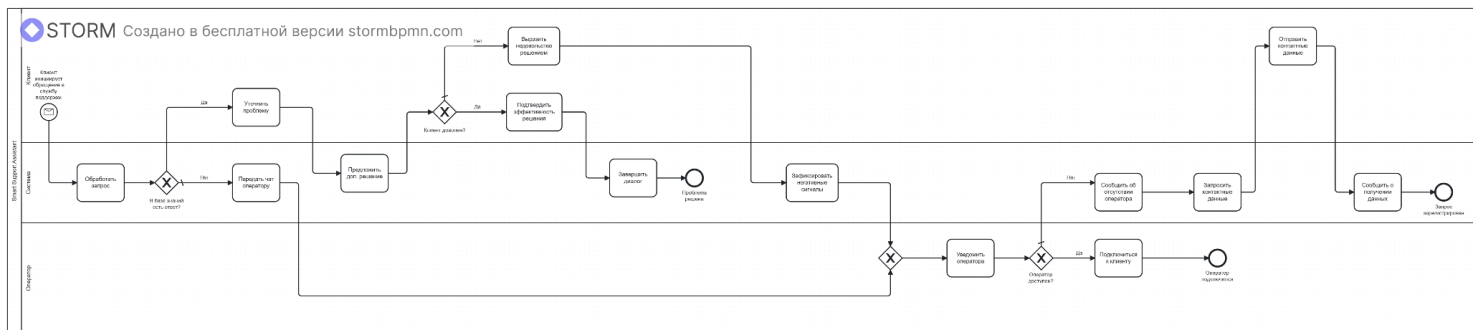 STORM Создано в бесплатной версии stormbpmn.com
Smart Support Assistant
Клиент
Клиент
инициирует
обращение в
службу
поддержки
Да
Уточнить
проблему
Нет
Выразить
недовольство
решением
Клиент доволен?
Да
Подтвердить
эффективность
решения
Отправить
контактные
данные
Система
Обработать
запрос
В базе знаний
есть ответ?
Нет
Передать чат
оператору
Предложить
доп. решение
Завершить
диалог
Проблема
решена
Зафиксировать
негативные
сигналы
Нет
Сообщить об
отсутствии
оператора
Запросить
контактные
данные
Сообщить о
получении
данных
Запрос
зарегистрирован
Оператор
Уведомить
оператора
Оператор
доступен?
Да
Подключиться
к клиенту
Оператор
подключился